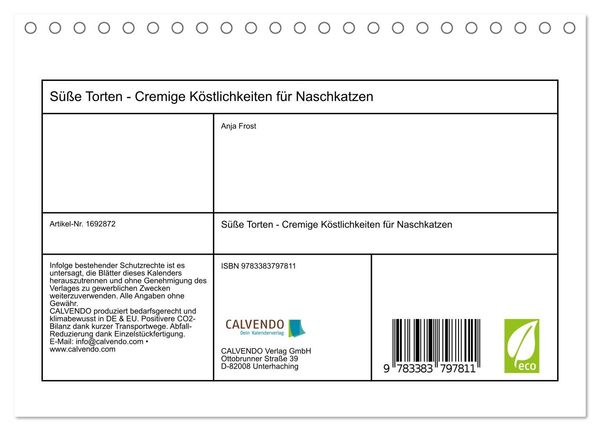 Süße Torten - Cremige Köstlichkeiten für Naschkatzen
Anja Frost
Artikel-Nr. 1692872
Süße Torten - Cremige Köstlichkeiten für Naschkatzen
Infolge bestehender Schutzrechte ist es
untersagt, die Blätter dieses Kalenders
herauszutrennen und ohne Genehmigung des
Verlages zu gewerblichen Zwecken
weiterzuverwenden. Alle Angaben ohne
Gewähr.
CALVENDO produziert bedarfsgerecht und
klimabewusst in DE & EU. Positivere CO2-
Bilanz dank kurzer Transportwege. Abfall-
Reduzierung dank Einzelstückfertigung.
E-Mail: info@calvendo.com •
www.calvendo.com
ISBN 9783383797811
CALVENDO
Dein Kalenderverlag
CALVENDO Verlag GmbH
Ottobrunner Straße 39
D-82008 Unterhaching
9 783383 797811
eco